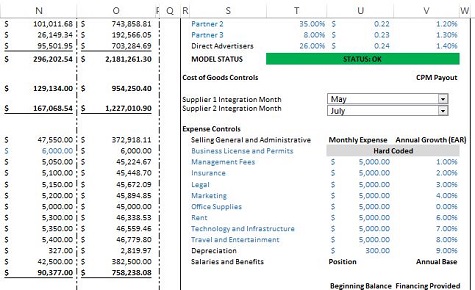 N O P Q R S T U V W
$ 101,011.68 $ 743,858.81 Partner 2 35.00% $ 0.22 1.20%
$ 26,149.34 $ 192,566.05 Partner 3 8.00% $ 0.23 1.30%
$ 95,501.95 $ 703,284.69 Direct Advertisers 26.00% $ 0.24 1.40%
$ 296,202.54 $ 2,181,261.30 MODEL STATUS STATUS: OK
Cost of Goods Controls CPM Payout
$ 129,134.00 $ 954,250.40
Supplier 1 Integration Month May
$ 167,068.54 $ 1,227,010.90 Supplier 2 Integration Month July
Expense Controls
$ 47,550.00 $ 372,918.11 Selling General and Administrative Monthly Expense Annual Growth (EAR)
$ 6,000.00 $ 6,000.00 Business License and Permits Hard Coded
$ 5,050.00 $ 45,224.67 Management Fees $ 5,000.00 1.00%
$ 5,100.00 $ 45,448.70 Insurance $ 5,000.00 2.00%
$ 5,150.00 $ 45,672.09 Legal $ 5,000.00 3.00%
$ 5,200.00 $ 45,894.85 Marketing $ 5,000.00 4.00%
$ 5,000.00 $ 45,000.00 Office Supplies $ 5,000.00 0.00%
$ 5,300.00 $ 46,338.53 Rent $ 5,000.00 6.00%
$ 5,350.00 $ 46,559.46 Technology and Infrastructure $ 5,000.00 7.00%
$ 5,400.00 $ 46,779.80 Travel and Entertainment $ 5,000.00 8.00%
$ 327.00 $ 2,819.97 Depreciation $ 300.00 9.00%
$ 42,500.00 $ 382,500.00 Salaries and Benefits Position Annual Base
$ 90,377.00 $ 758,238.08
Beginning Balance Financing Provided